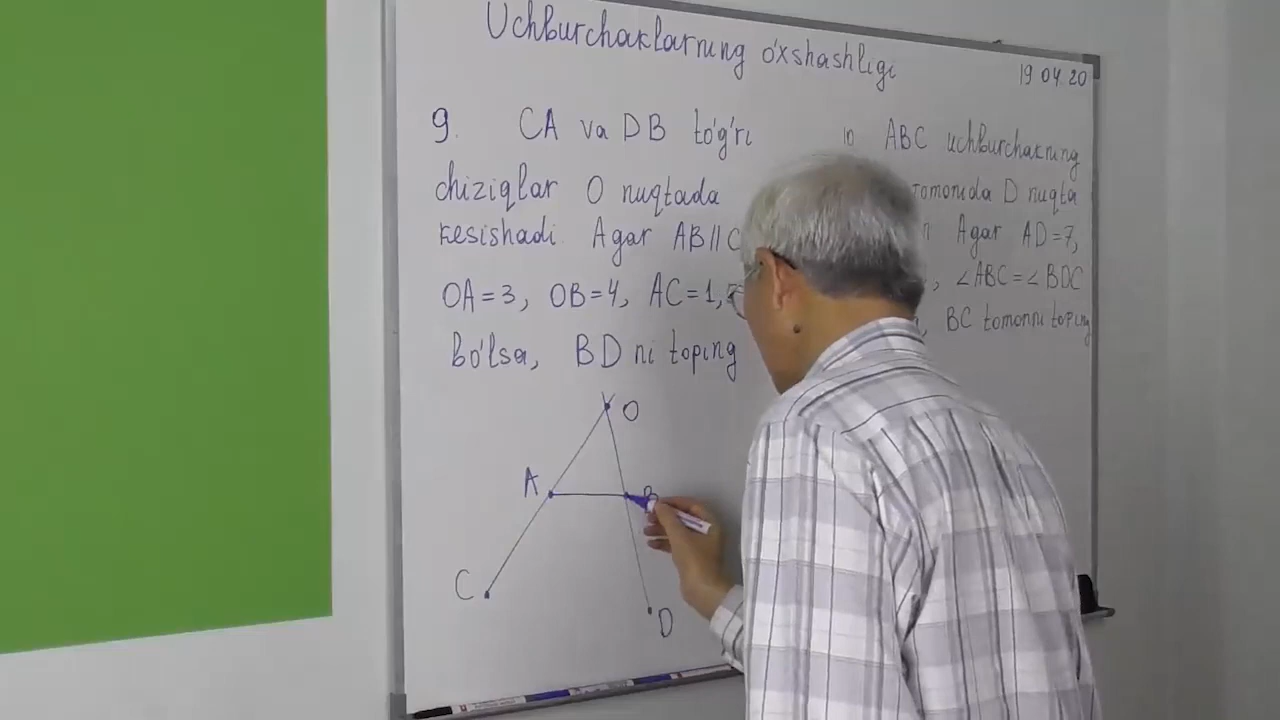 Uchburchaklarning o'xshashligi
19 04 20
9. CA va DB to'g'ri
chiziqlar O nuqtada
kesishadi. Agar AB||C
OA=3, OB=4, AC=1,5
bo'lsa, BD ni toping
10 ABC uchburchakning
tomonida D nuqta
Agar AD=7,
, ∠ABC=∠BDC
, BC tomonni toping
O
A
B
C
D